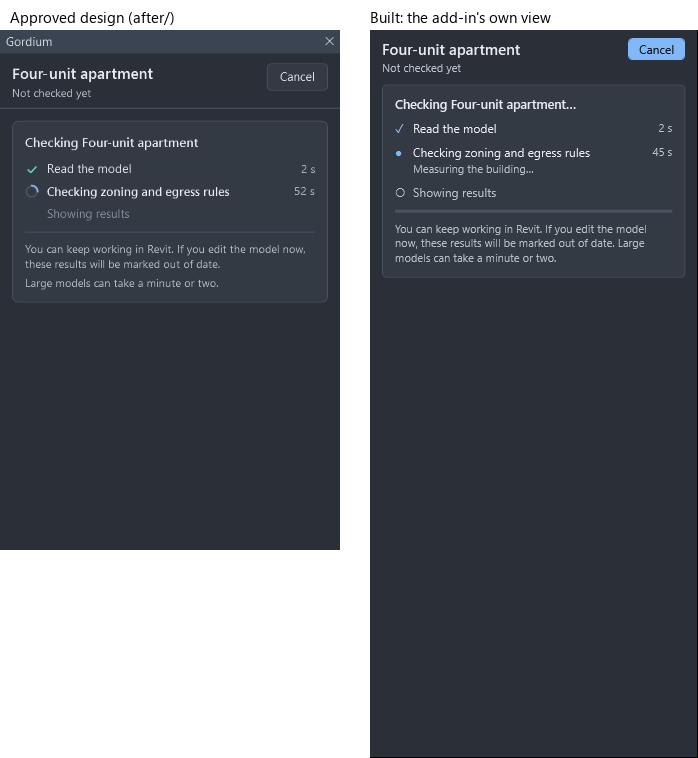 Approved design (after/)
Gordium
Four-unit apartment
Not checked yet
Cancel
Checking Four-unit apartment
Read the model
2 s
Checking zoning and egress rules
52 s
Showing results
You can keep working in Revit. If you edit the model now,
these results will be marked out of date.
Large models can take a minute or two.
Built: the add-in's own view
Four-unit apartment
Not checked yet
Cancel
Checking Four-unit apartment...
Read the model
2 s
Checking zoning and egress rules
45 s
Measuring the building...
Showing results
You can keep working in Revit. If you edit the model
now, these results will be marked out of date. Large
models can take a minute or two.